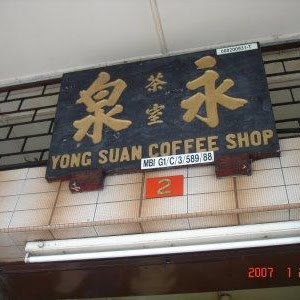 永
茶室
泉
YONG SUAN COFFEE SHOP
MBI G1/C/3/589/88
2
2007 1